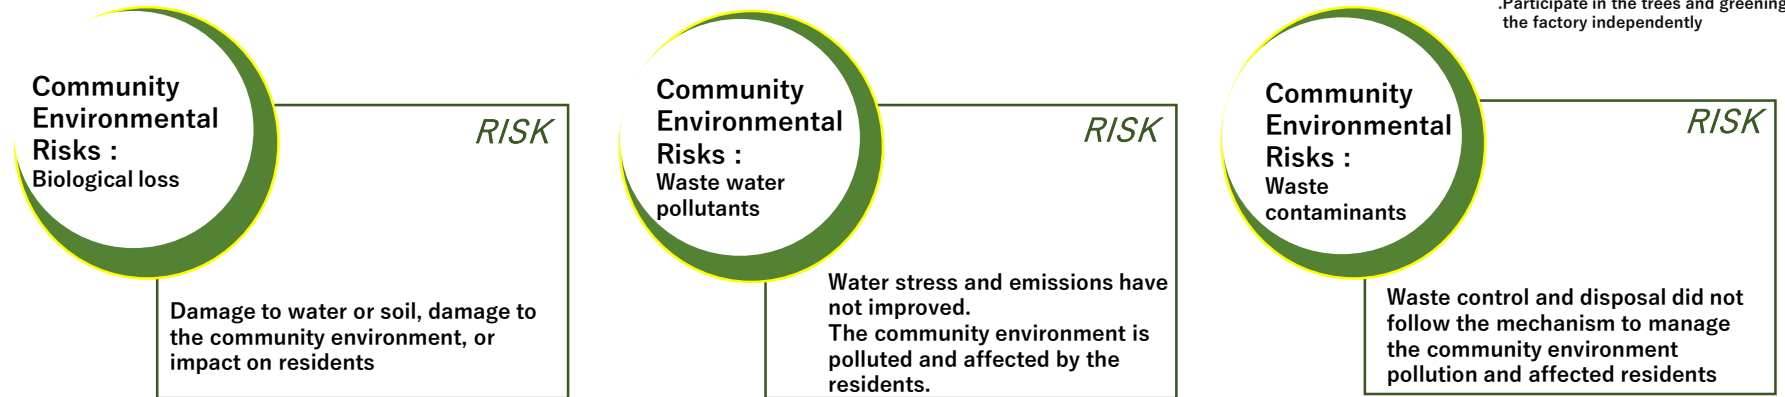 .Participate in the trees and greening
the factory independently
Community
Environmental
Risks :
Biological loss
RISK
Damage to water or soil, damage to
the community environment, or
impact on residents
Community
Environmental
Risks :
Waste water
pollutants
RISK
Water stress and emissions have
not improved.
The community environment is
polluted and affected by the
residents.
Community
Environmental
Risks :
Waste
contaminants
RISK
Waste control and disposal did not
follow the mechanism to manage
the community environment
pollution and affected residents